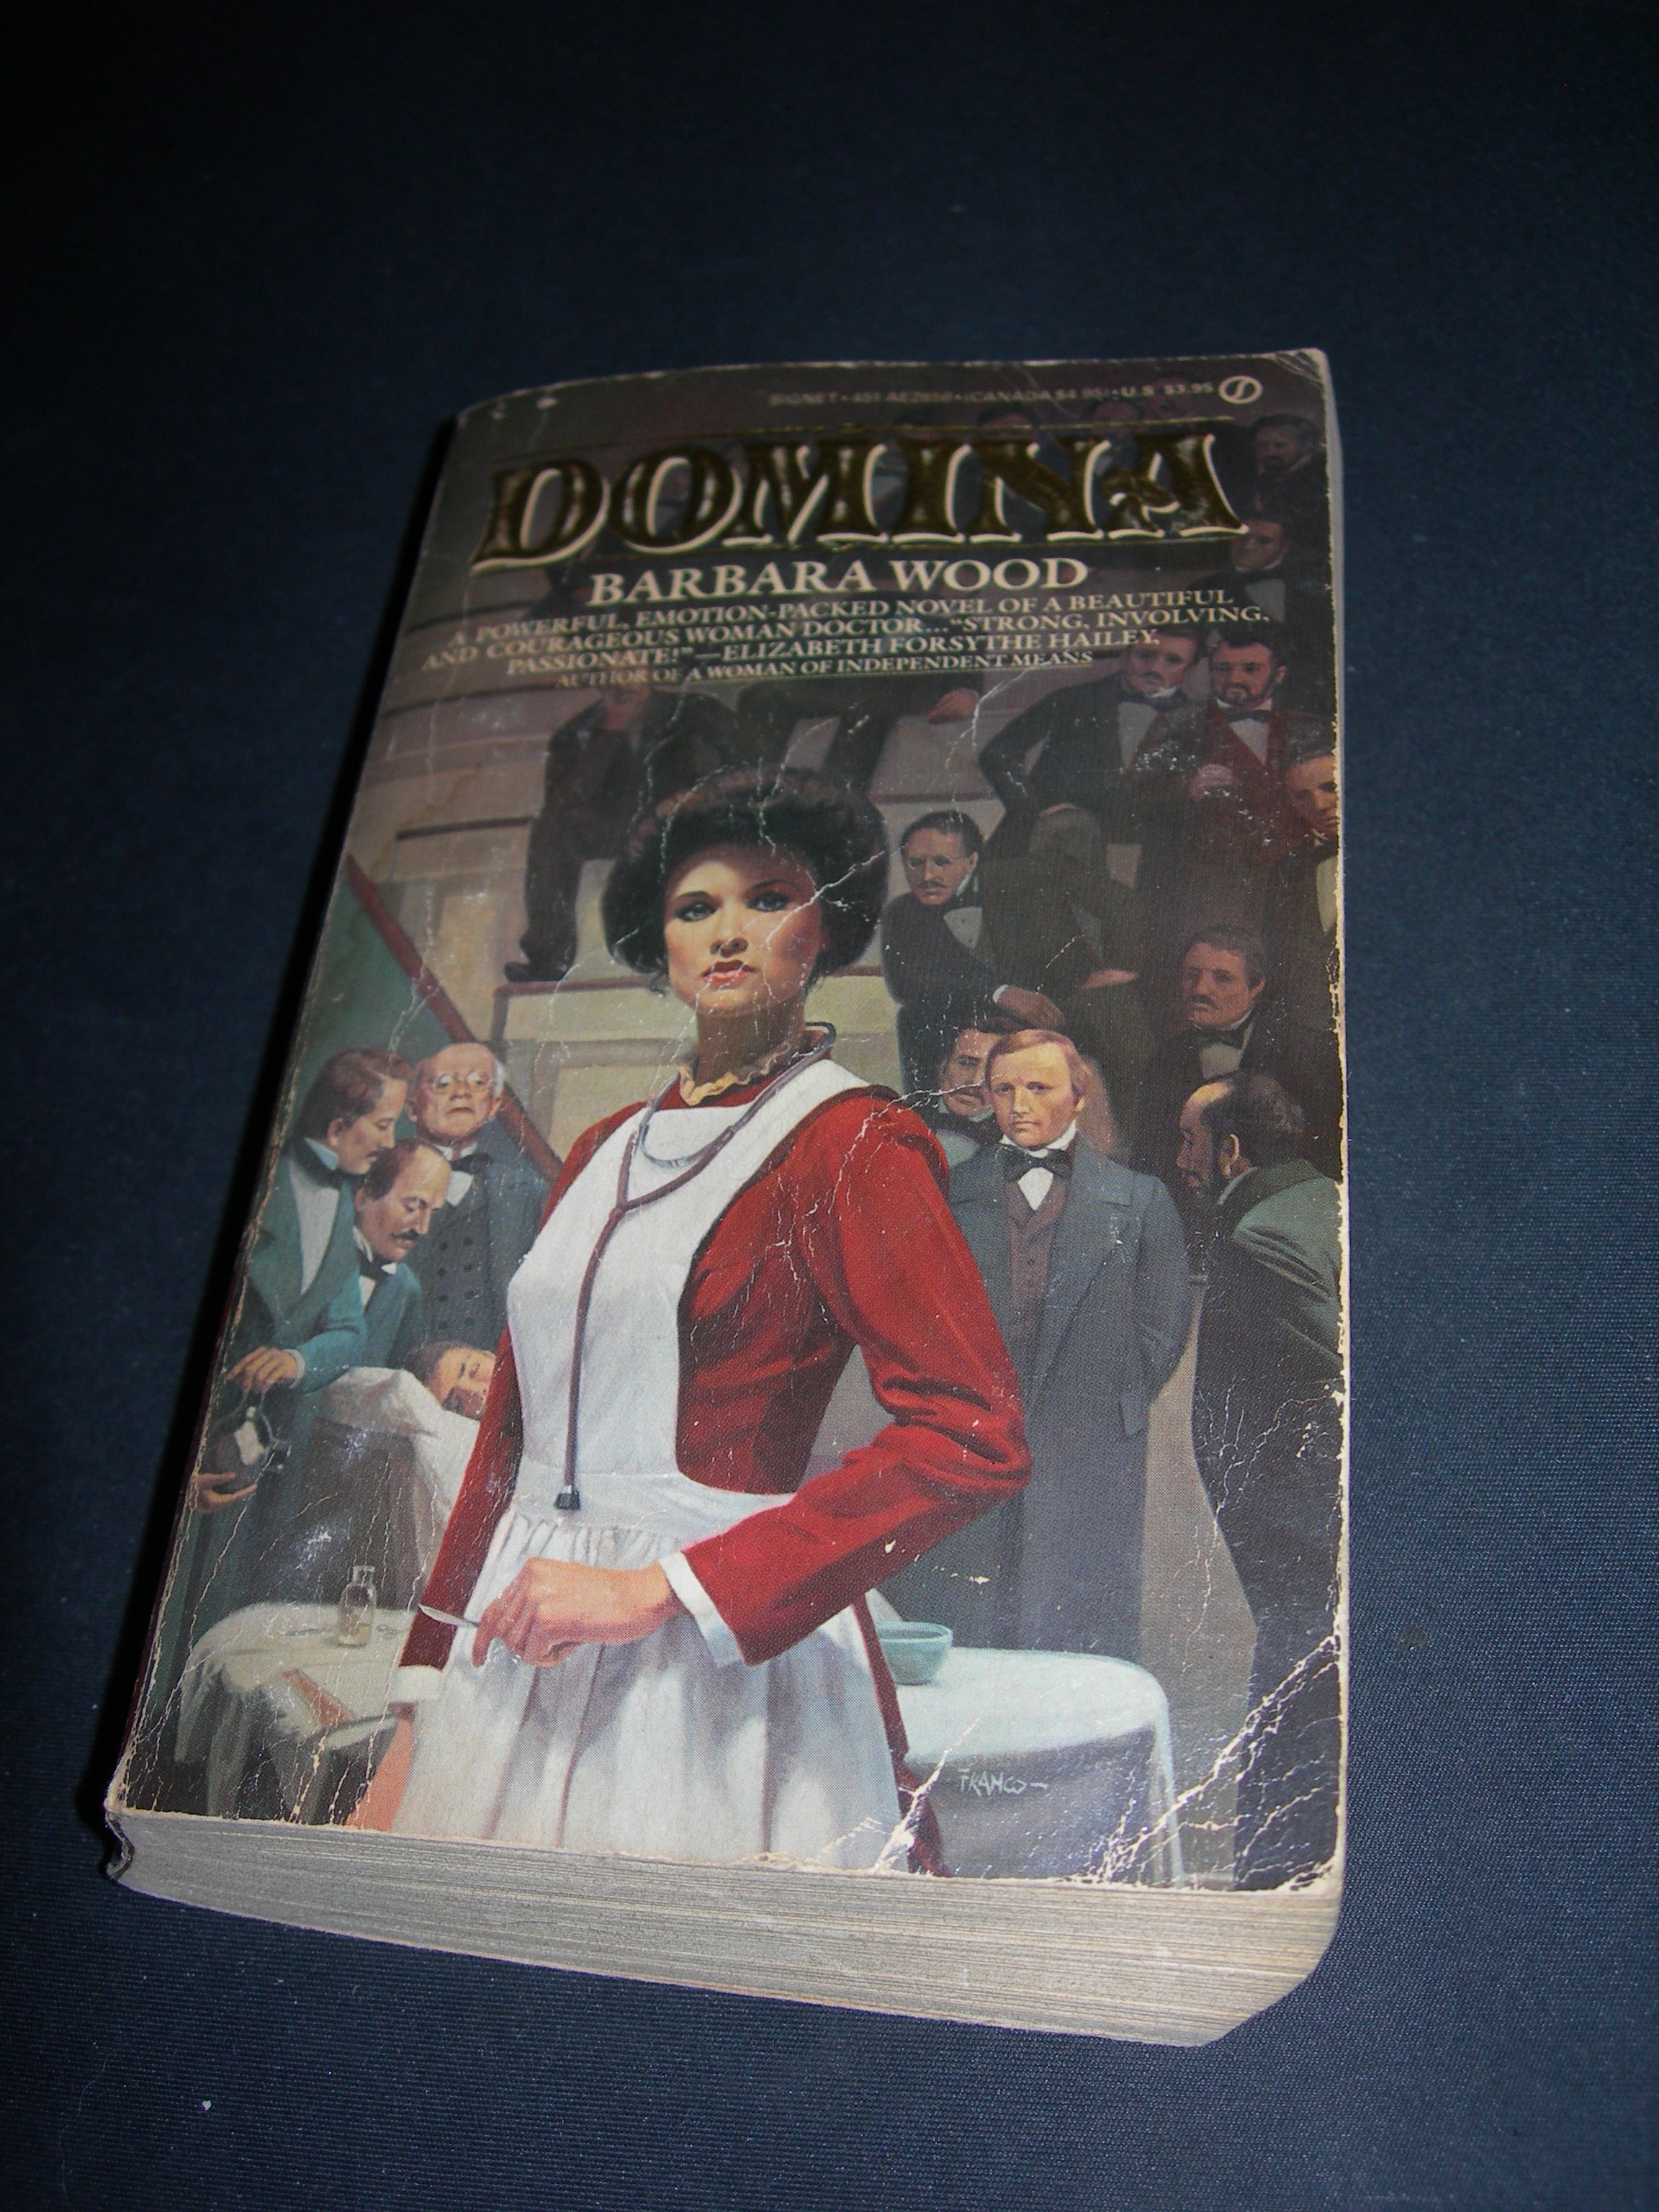 SIGNET • 451-AE2856 • (CANADA $4.95) • U.S. $3.95
DOMINA
BARBARA WOOD
A POWERFUL, EMOTION-PACKED NOVEL OF A BEAUTIFUL
AND COURAGEOUS WOMAN DOCTOR... "STRONG, INVOLVING,
PASSIONATE!"—ELIZABETH FORSYTHE HAILEY,
AUTHOR OF A WOMAN OF INDEPENDENT MEANS
FRANCO